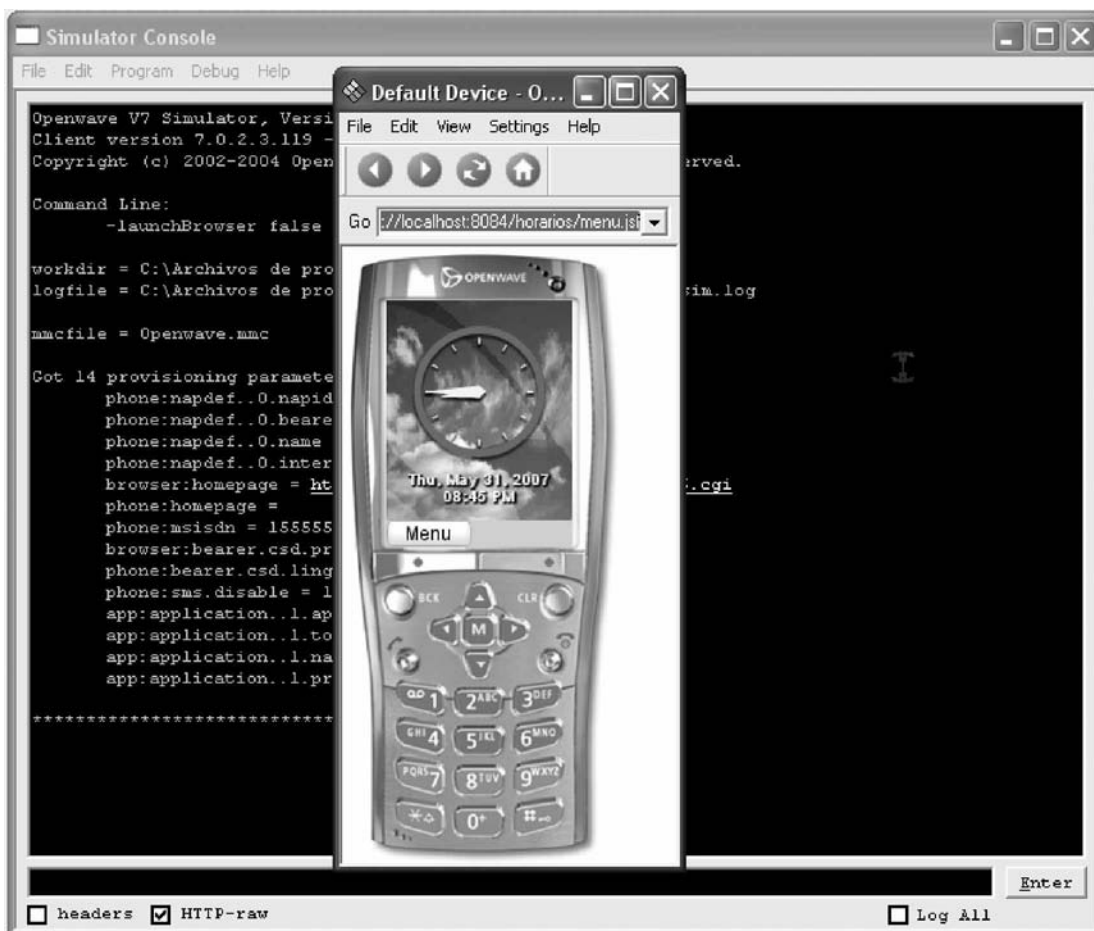 Simulator Console
File Edit Program Debug Help
Openwave V7 Simulator, Versi
Client version 7.0.2.3.119 -
Copyright (c) 2002-2004 Open
erved.
Command Line:
-launchBrowser false
workdir = C:\Archivos de pro
logfile = C:\Archivos de pro
sim.log
mmcfile = Openwave.mmc
Got 14 provisioning paramete
phone:napdef..0.napid
phone:napdef..0.beare
phone:napdef..0.name
phone:napdef..0.inter
browser:homepage = ht
.cgi
phone:homepage =
phone:msisdn = 155555
browser:bearer.csd.pr
phone:bearer.csd.ling
phone:sms.disable = 1
app:application..1.ap
app:application..1.to
app:application..1.na
app:application..1.pr
*****************************
Default Device - O...
File Edit View Settings Help
Go ://localhost:8084/horarios/menu.js
OPENWAVE
Thu, May 31, 2007
08:45 PM
Menu
BCK CLR
M
1 2ABC 3DEF
GHI4 5JKL 6MNO
PQRS7 8TUV 9WXYZ
* 0+ #
Enter
headers HTTP-raw Log All